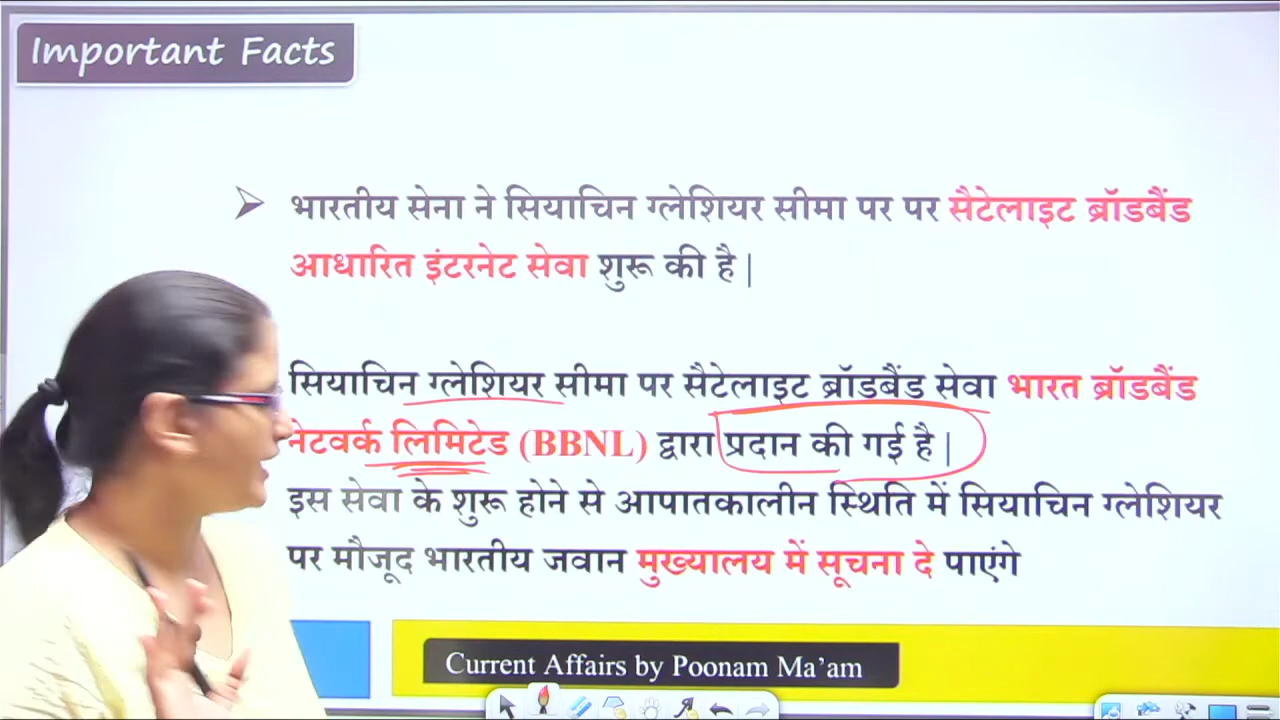 Important Facts
भारतीय सेना ने सियाचिन ग्लेशियर सीमा पर पर सैटेलाइट ब्रॉडबैंड
आधारित इंटरनेट सेवा शुरू की है |
सियाचिन ग्लेशियर सीमा पर सैटेलाइट ब्रॉडबैंड सेवा भारत ब्रॉडबैंड
नेटवर्क लिमिटेड (BBNL) द्वारा प्रदान की गई है |
इस सेवा के शुरू होने से आपातकालीन स्थिति में सियाचिन ग्लेशियर
पर मौजूद भारतीय जवान मुख्यालय में सूचना दे पाएंगे
Current Affairs by Poonam Ma’am